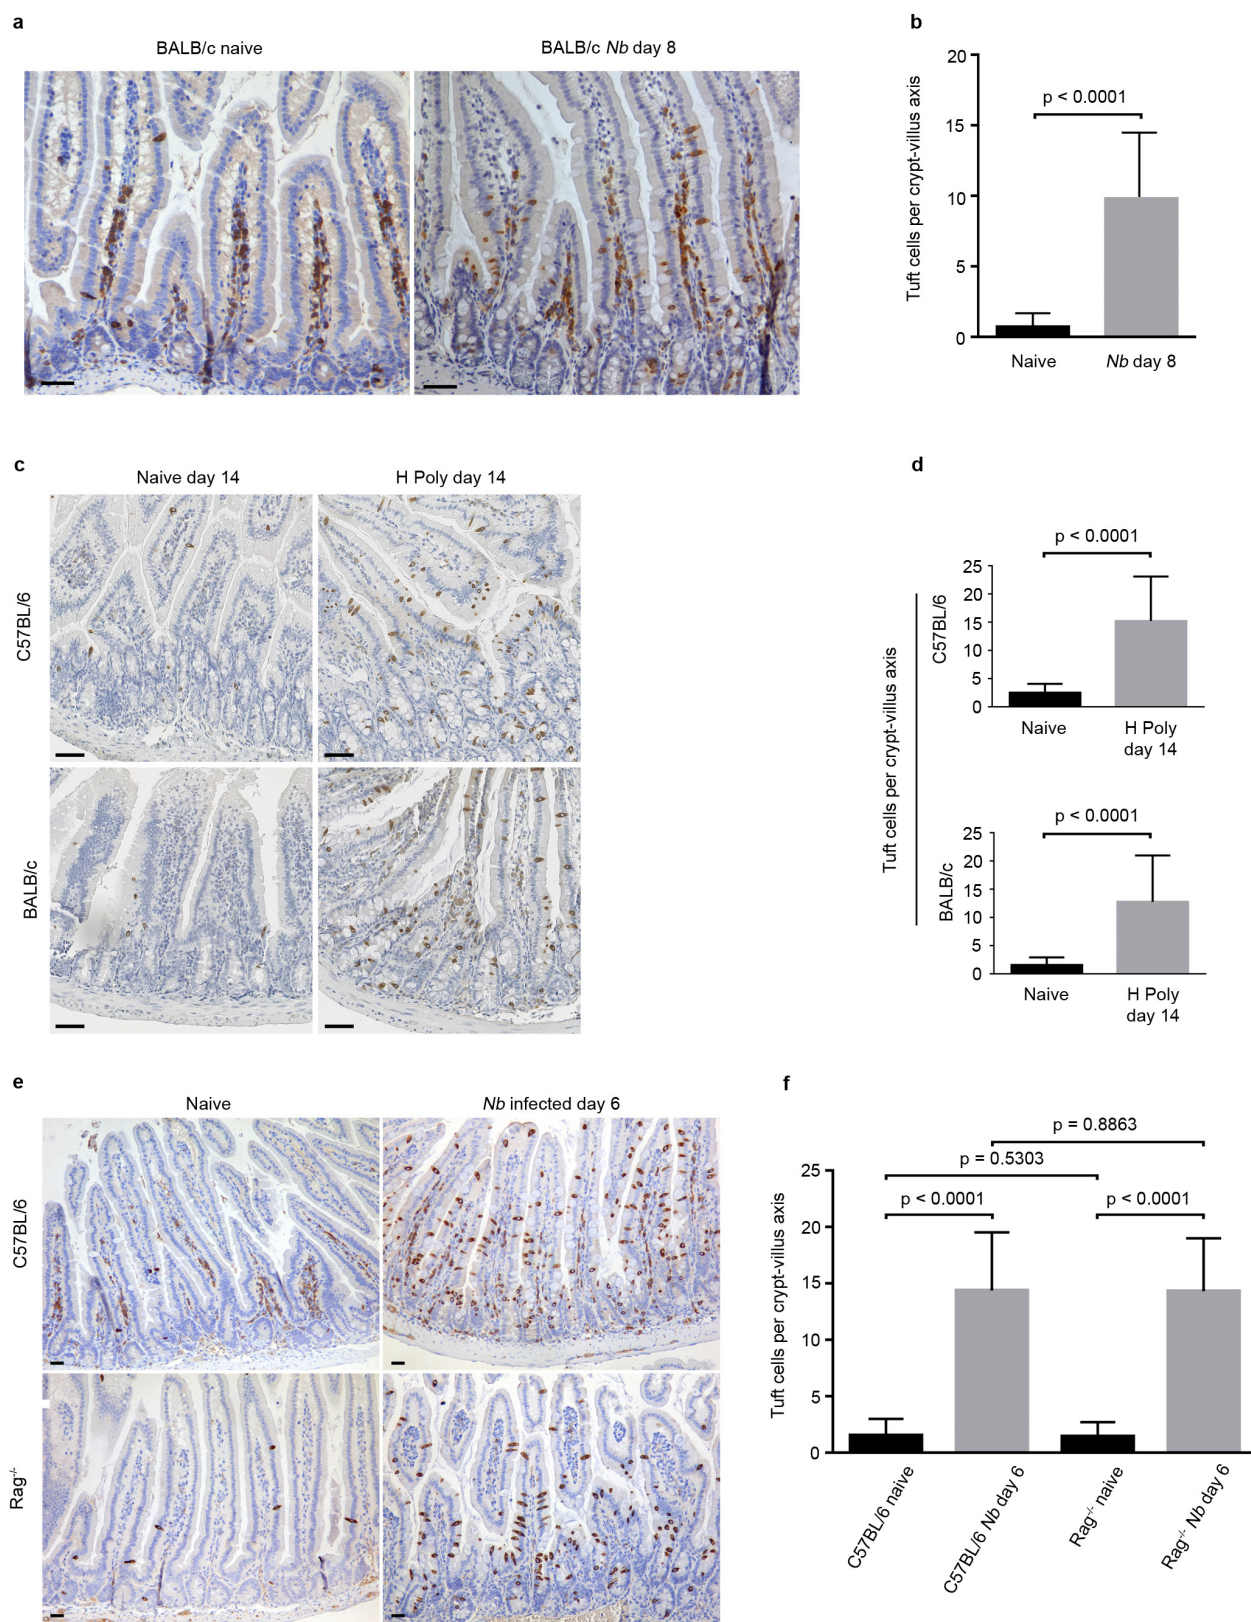 a
BALB/c naive
BALB/c Nb day 8
b
Tuft cells per crypt-villus axis
20
15
10
5
0
p < 0.0001
Naive
Nb day 8
c
Naive day 14
H Poly day 14
C57BL/6
BALB/c
d
Tuft cells per crypt-villus axis
C57BL/6
p < 0.0001
25
20
15
10
5
0
Naive
H Poly
day 14
BALB/c
p < 0.0001
25
20
15
10
5
0
Naive
H Poly
day 14
e
Naive
Nb infected day 6
C57BL/6
Rag-/-
f
Tuft cells per crypt-villus axis
p = 0.8863
p = 0.5303
p < 0.0001
p < 0.0001
25
20
15
10
5
0
C57BL/6 naive
C57BL/6 Nb day 6
Rag-/- naive
Rag-/- Nb day 6